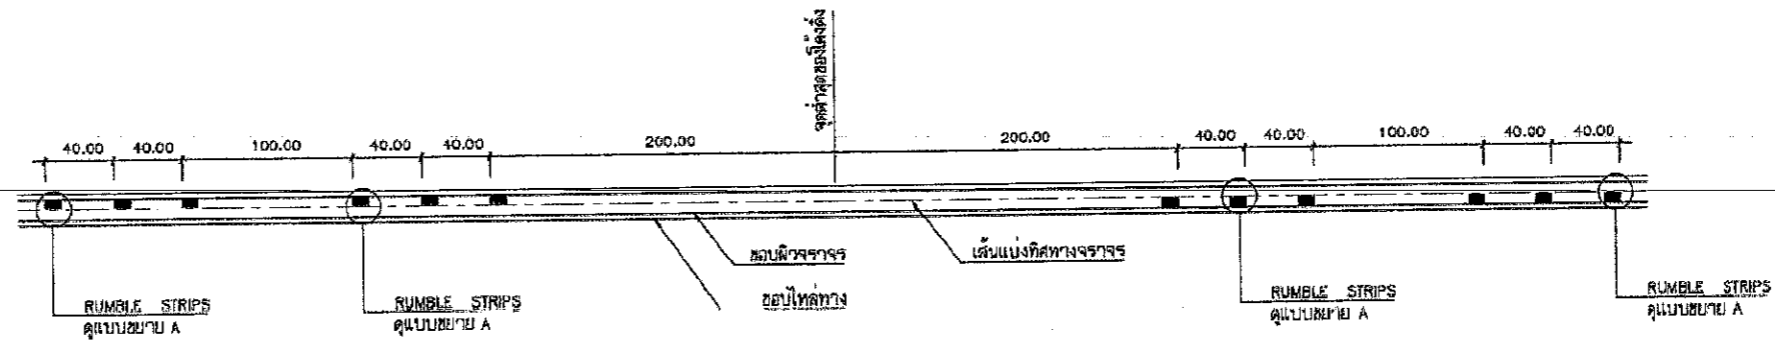 จุดต่ำสุดของโค้งดิ่ง
40.00 40.00 100.00 40.00 40.00 200.00 200.00 40.00 40.00 100.00 40.00 40.00
ขอบผิวจราจร
เส้นแบ่งทิศทางจราจร
ขอบไหล่ทาง
RUMBLE STRIPS
ดูแบบขยาย A
RUMBLE STRIPS
ดูแบบขยาย A
RUMBLE STRIPS
ดูแบบขยาย A
RUMBLE STRIPS
ดูแบบขยาย A